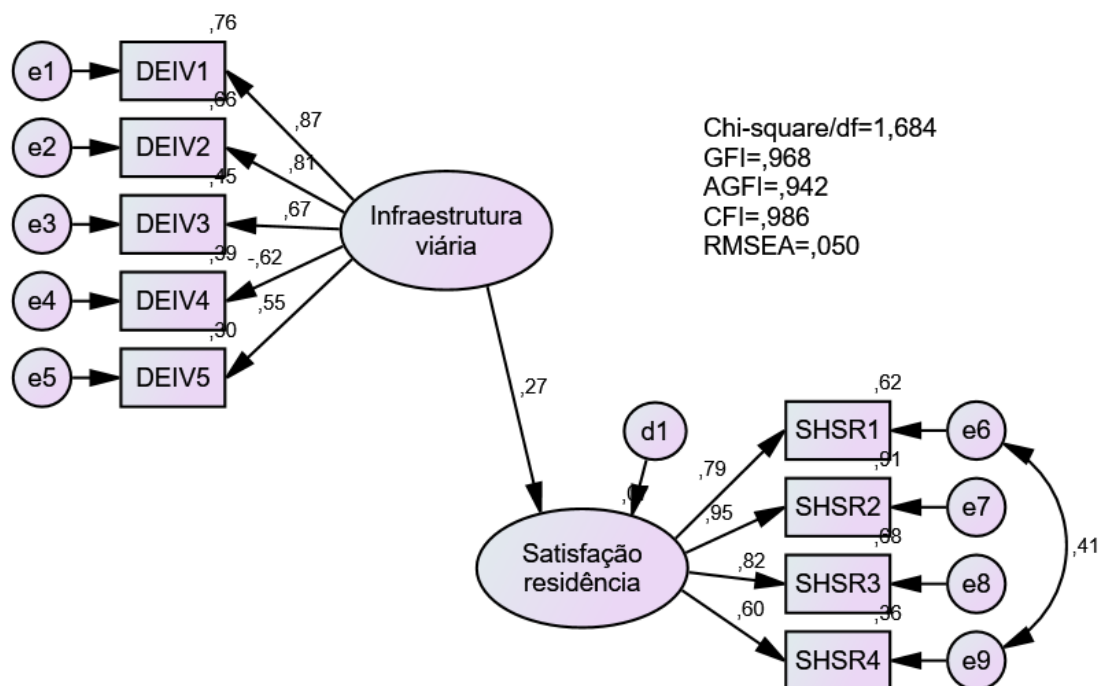 ,76
e1
DEIV1
,66
,87
e2
DEIV2
,81
,45
e3
DEIV3
,67
,39
-,62
e4
DEIV4
,55
,30
e5
DEIV5
Infraestrutura
viária
Chi-square/df=1,684
GFI=,968
AGFI=,942
CFI=,986
RMSEA=,050
,27
d1
Satisfação
residência
,62
,79
SHSR1
e6
,91
,95
SHSR2
e7
,68
,82
SHSR3
e8
,41
,36
,60
SHSR4
e9